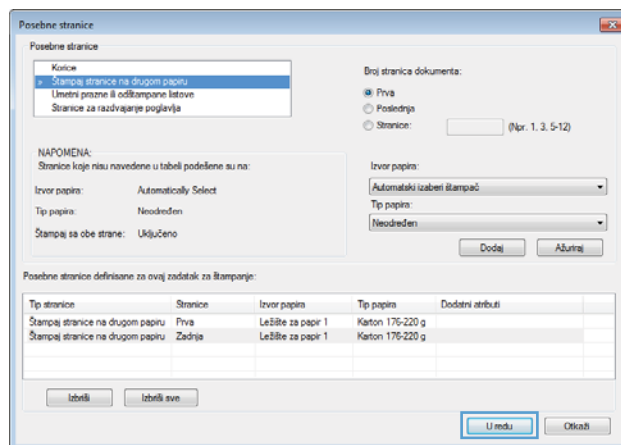 Posebne stranice
Posebne stranice
Korice
» Štampaj stranice na drugom papiru
Umetni prazne ili odštampane listove
Stranice za razdvajanje poglavlja
Broj stranica dokumenta:
Prva
Poslednja
Stranice:
(Npr. 1, 3, 5-12)
NAPOMENA:
Stranice koje nisu navedene u tabeli podešene su na:
Izvor papira: Automatically Select
Tip papira: Neodređen
Štampaj sa obe strane: Uključeno
Izvor papira:
Automatski izaberi štampač
Tip papira:
Neodređen
Dodaj Ažuriraj
Posebne stranice definisane za ovaj zadatak za štampanje:
Tip stranice Stranice Izvor papira Tip papira Dodatni atributi
Štampaj stranice na drugom papiru Prva Ležište za papir 1 Karton 176-220 g
Štampaj stranice na drugom papiru Zadnja Ležište za papir 1 Karton 176-220 g
Izbriši Izbriši sve
U redu Otkaži